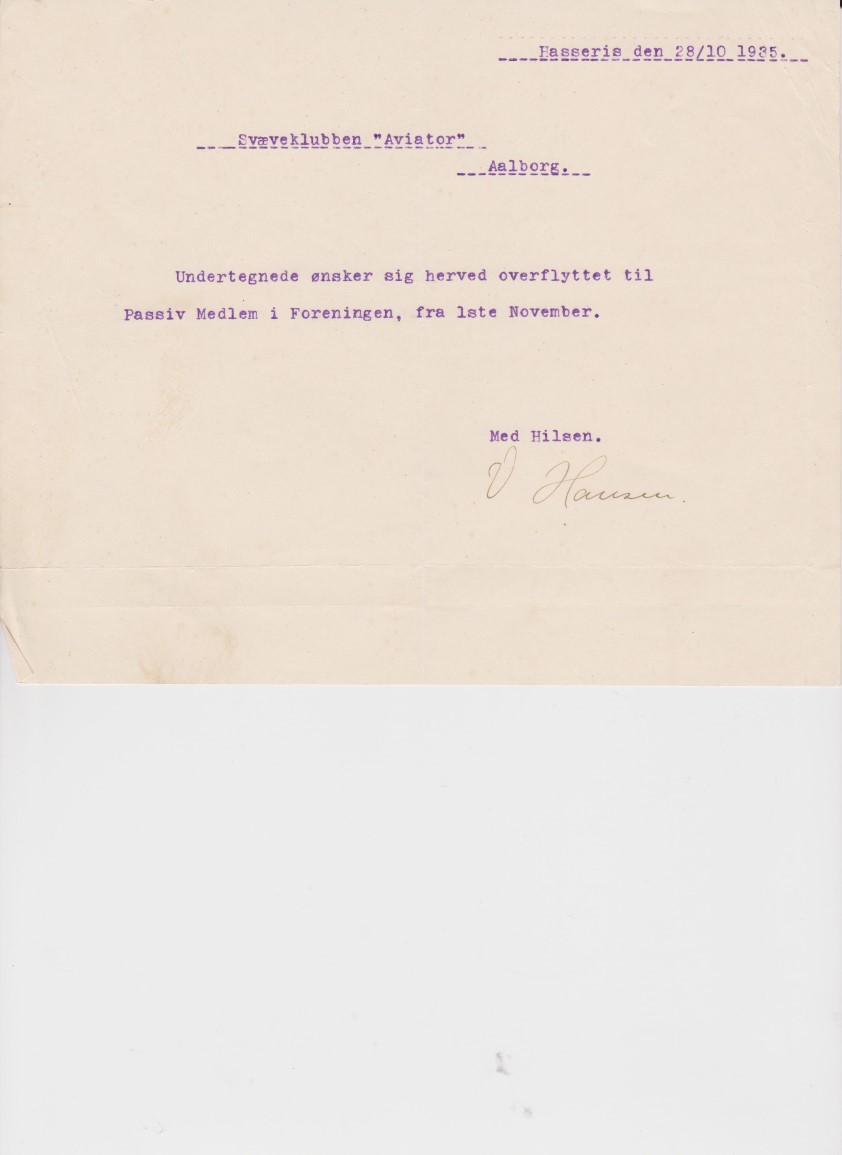 Hasseris den 28/10 1935.
Svæveklubben "Aviator"
Aalborg.
Undertegnede ønsker sig herved overflyttet til
Passiv Medlem i Foreningen, fra 1ste November.
Med Hilsen.
V Hansen.